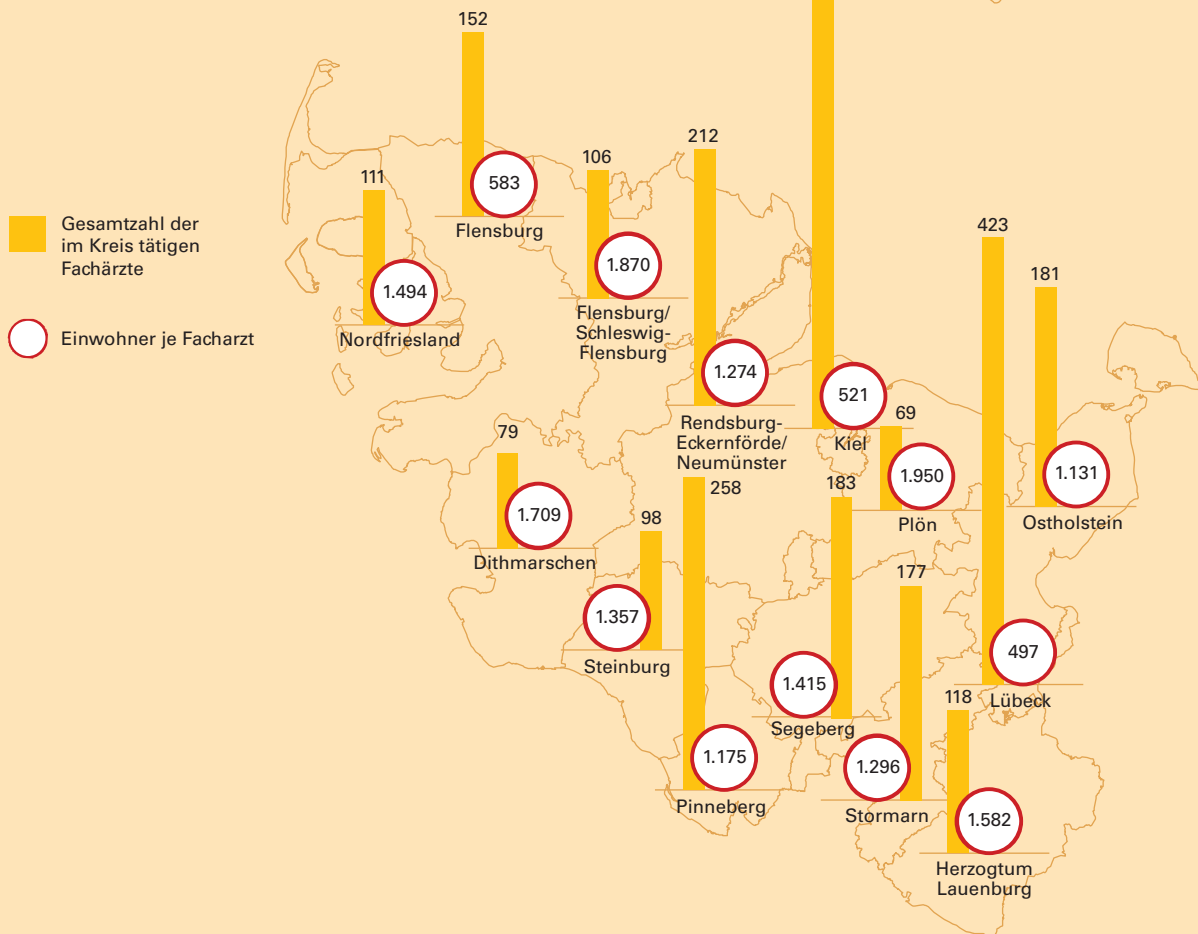 152
212
106
111
583
Gesamtzahl der
im Kreis tätigen
Fachärzte
Flensburg
423
1.870
181
1.494
Einwohner je Facharzt
Nordfriesland
Flensburg/
Schleswig-
Flensburg
1.274
521
69
Rendsburg-
Eckernförde/
Neumünster
Kiel
79
1.950
1.131
258
183
1.709
98
Plön
Ostholstein
Dithmarschen
177
1.357
497
Steinburg
1.415
118
Lübeck
Segeberg
1.175
1.296
Pinneberg
Stormarn
1.582
Herzogtum
Lauenburg